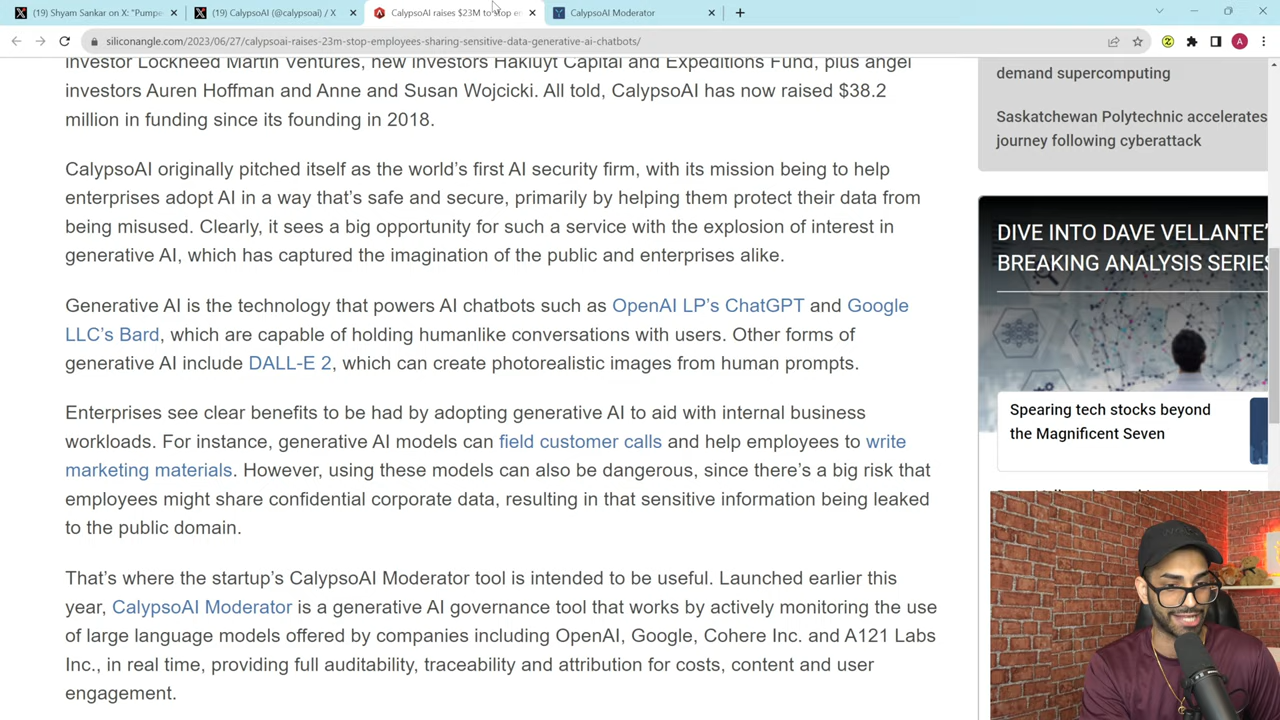 (19) Shyam Sankar on X: "Pumpe
(19) CalypsoAI (@calypsoai) / X
CalypsoAI raises $23M to stop e
CalypsoAI Moderator
siliconangle.com/2023/06/27/calypsoai-raises-23m-stop-employees-sharing-sensitive-data-generative-ai-chatbots/
A
investor Lockheed Martin Ventures, new investors Hakluyt Capital and Expeditions Fund, plus angel
investors Auren Hoffman and Anne and Susan Wojcicki. All told, CalypsoAI has now raised $38.2
million in funding since its founding in 2018.
CalypsoAI originally pitched itself as the world's first AI security firm, with its mission being to help
enterprises adopt AI in a way that's safe and secure, primarily by helping them protect their data from
being misused. Clearly, it sees a big opportunity for such a service with the explosion of interest in
generative AI, which has captured the imagination of the public and enterprises alike.
Generative AI is the technology that powers AI chatbots such as OpenAI LP's ChatGPT and Google
LLC's Bard, which are capable of holding humanlike conversations with users. Other forms of
generative AI include DALL-E 2, which can create photorealistic images from human prompts.
Enterprises see clear benefits to be had by adopting generative AI to aid with internal business
workloads. For instance, generative AI models can field customer calls and help employees to write
marketing materials. However, using these models can also be dangerous, since there's a big risk that
employees might share confidential corporate data, resulting in that sensitive information being leaked
to the public domain.
That's where the startup's CalypsoAI Moderator tool is intended to be useful. Launched earlier this
year, CalypsoAI Moderator is a generative AI governance tool that works by actively monitoring the use
of large language models offered by companies including OpenAI, Google, Cohere Inc. and A121 Labs
Inc., in real time, providing full auditability, traceability and attribution for costs, content and user
engagement.
demand supercomputing
Saskatchewan Polytechnic accelerates
journey following cyberattack
DIVE INTO DAVE VELLANTE'
BREAKING ANALYSIS SERIES
Spearing tech stocks beyond
the Magnificent Seven